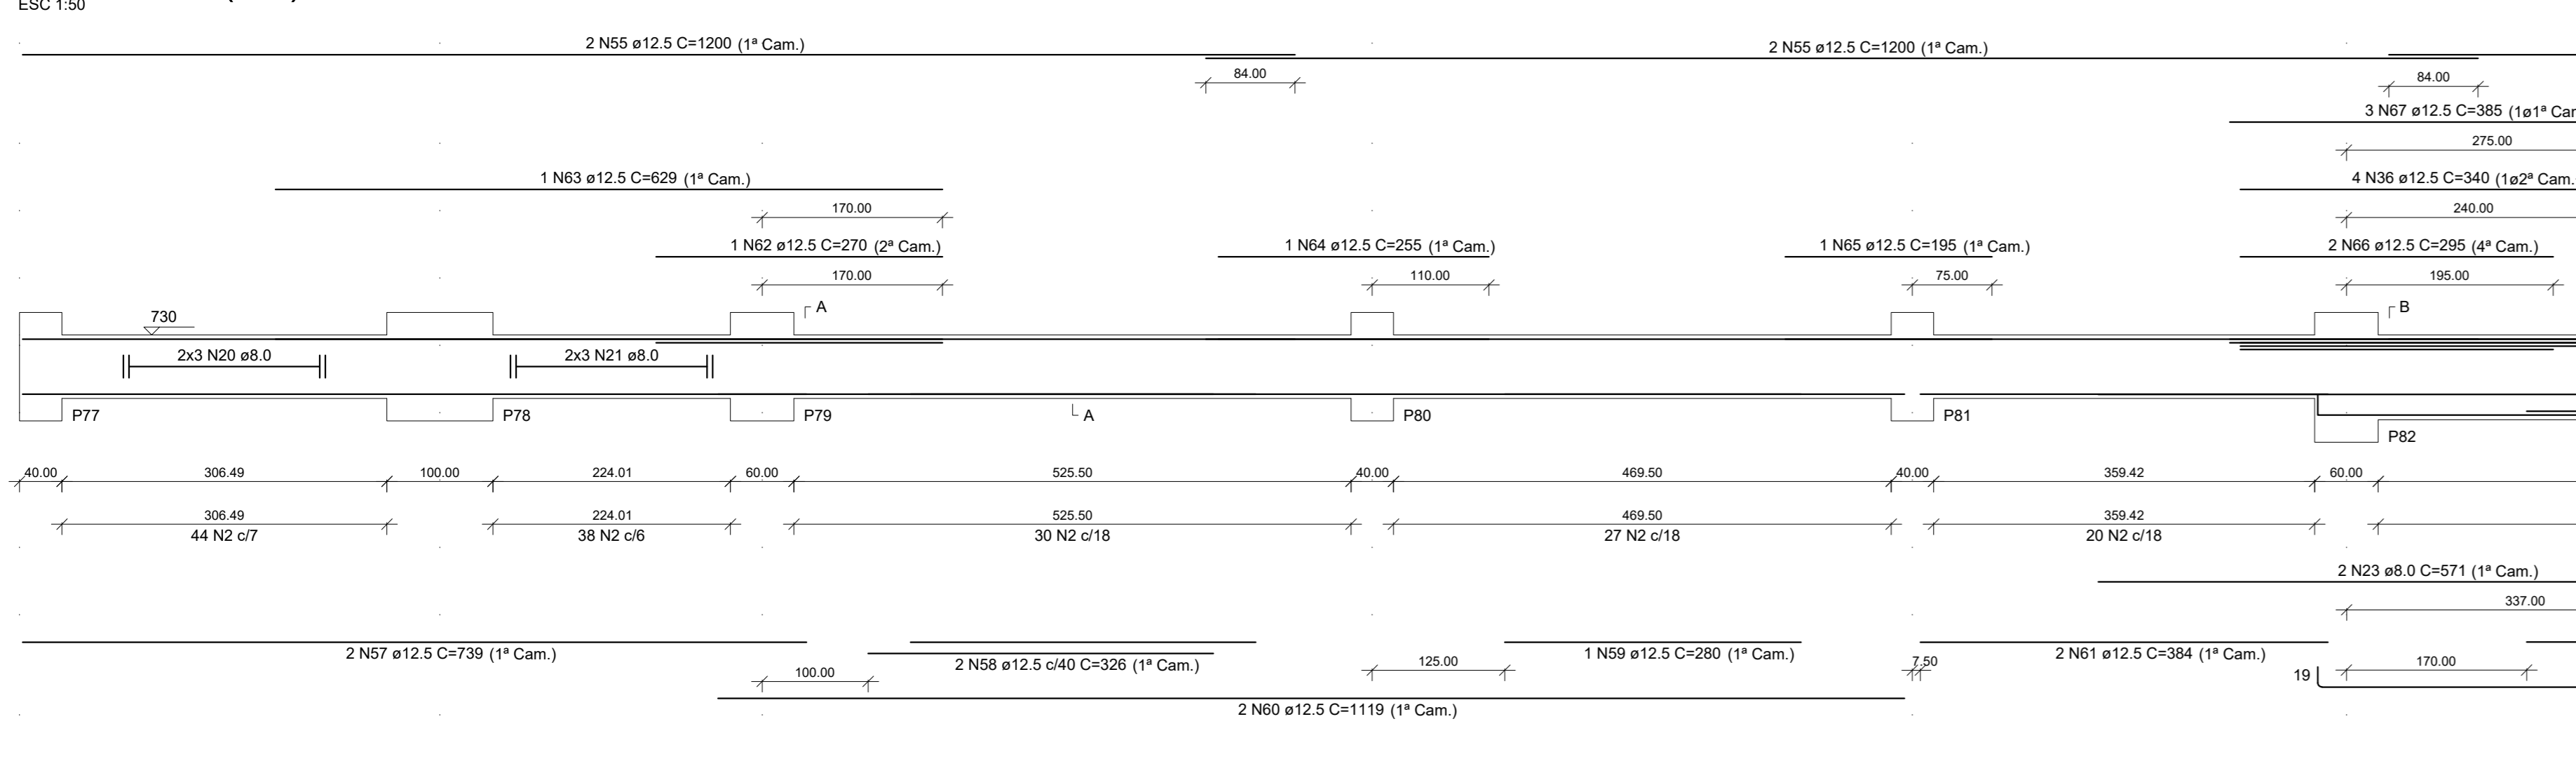 ESC 1:50
2 N55 ø12.5 C=1200 (1ª Cam.)
2 N55 ø12.5 C=1200 (1ª Cam.)
84.00
84.00
3 N67 ø12.5 C=385 (1ø1ª
275.00
1 N63 ø12.5 C=629 (1ª Cam.)
4 N36 ø12.5 C=340 (1ø2ª Cam.
170.00
240.00
1 N62 ø12.5 C=270 (2ª Cam.)
1 N64 ø12.5 C=255 (1ª Cam.)
1 N65 ø12.5 C=195 (1ª Cam.)
2 N66 ø12.5 C=295 (4ª Cam.)
170.00
110.00
75.00
195.00
730
A
B
2x3 N20 ø8.0
2x3 N21 ø8.0
P77
P78
P79
A
P80
P81
P82
40.00 306.49 100.00 224.01 60.00 525.50 40.00 469.50 40.00 359.42 60.00
306.49 224.01 525.50 469.50 359.42
44 N2 c/7
38 N2 c/6
30 N2 c/18
27 N2 c/18
20 N2 c/18
2 N23 ø8.0 C=571 (1ª Cam.)
337.00
2 N57 ø12.5 C=739 (1ª Cam.)
2 N58 ø12.5 c/40 C=326 (1ª Cam.)
1 N59 ø12.5 C=280 (1ª Cam.)
2 N61 ø12.5 C=384 (1ª Cam.)
100.00
125.00
7.50
19
170.00
2 N60 ø12.5 C=1119 (1ª Cam.)